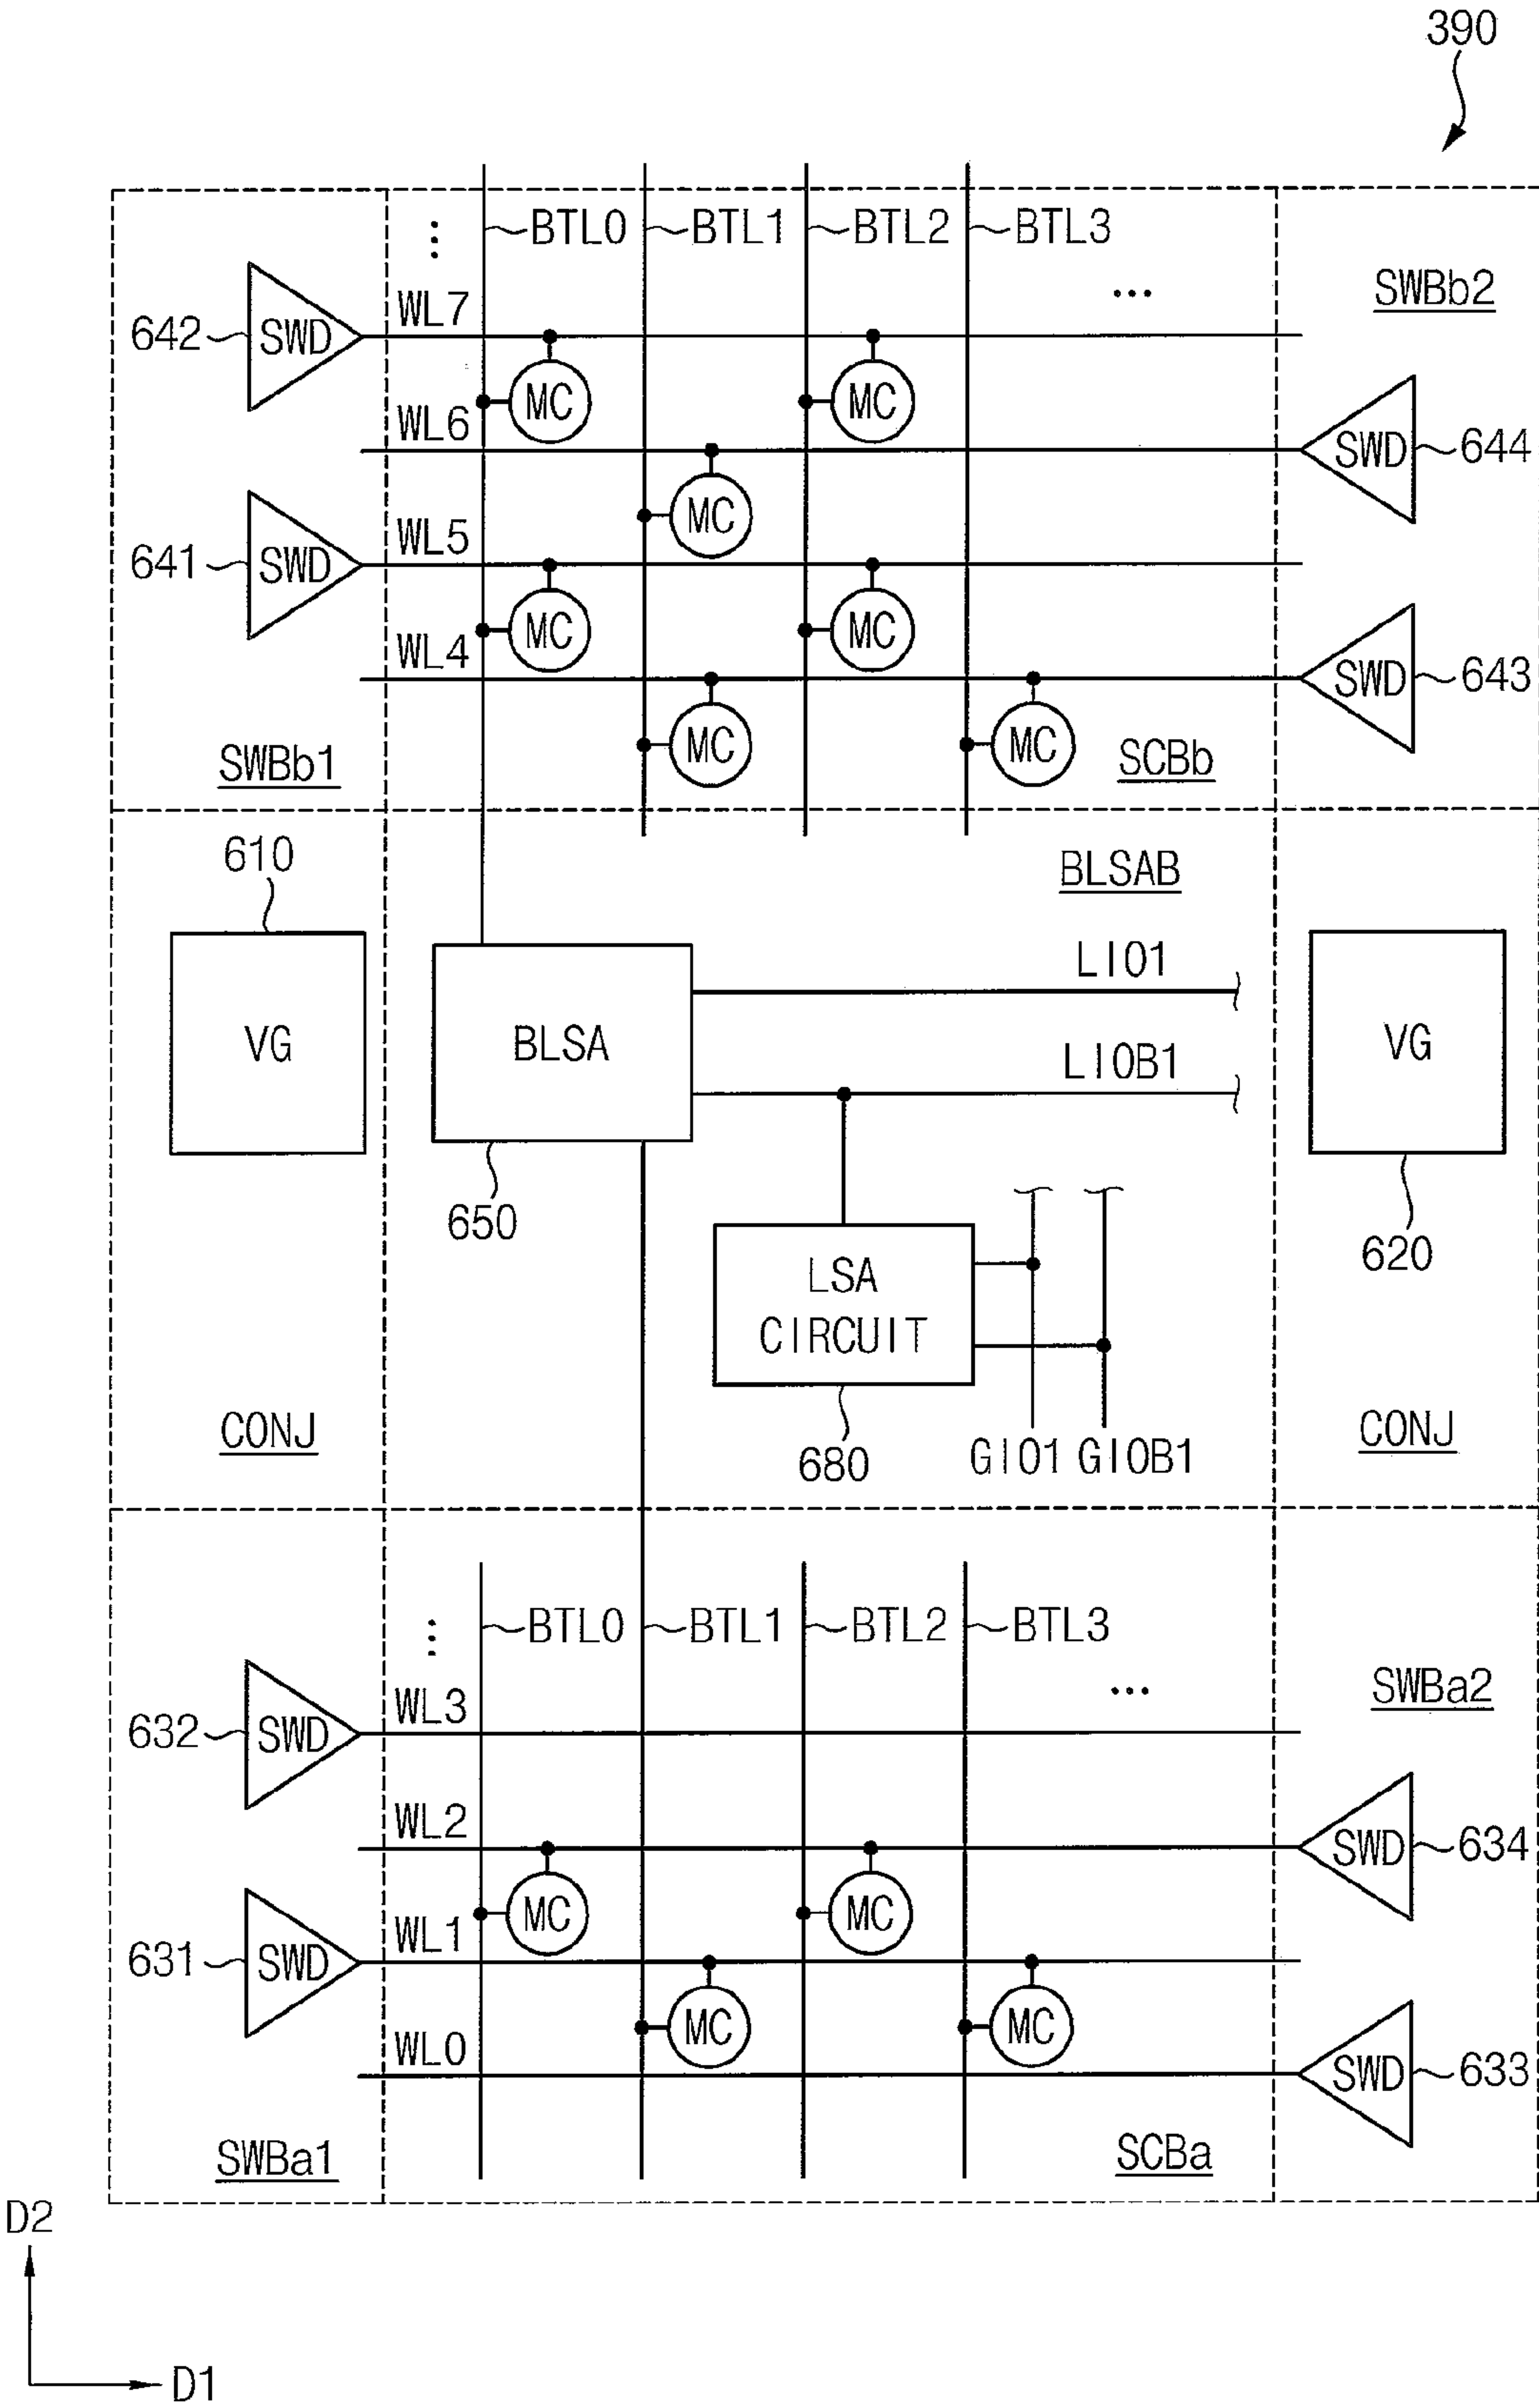 390
BTL0 BTL1 BTL2 BTL3
⋮
...
SWBb2
642 SWD WL7
MC MC
WL6 SWD 644
MC
641 SWD WL5
MC MC
WL4 SWD 643
MC MC
SWBb1 SCBb
610 BLSAB
LIO1
VG BLSA VG
LIOB1
650
LSA
CIRCUIT
620
CONJ 680 GIO1 GIOB1 CONJ
BTL0 BTL1 BTL2 BTL3
⋮
...
SWBa2
632 SWD WL3
WL2 SWD 634
MC MC
631 SWD WL1
MC MC
WL0 SWD 633
SWBa1 SCBa
D2
D1